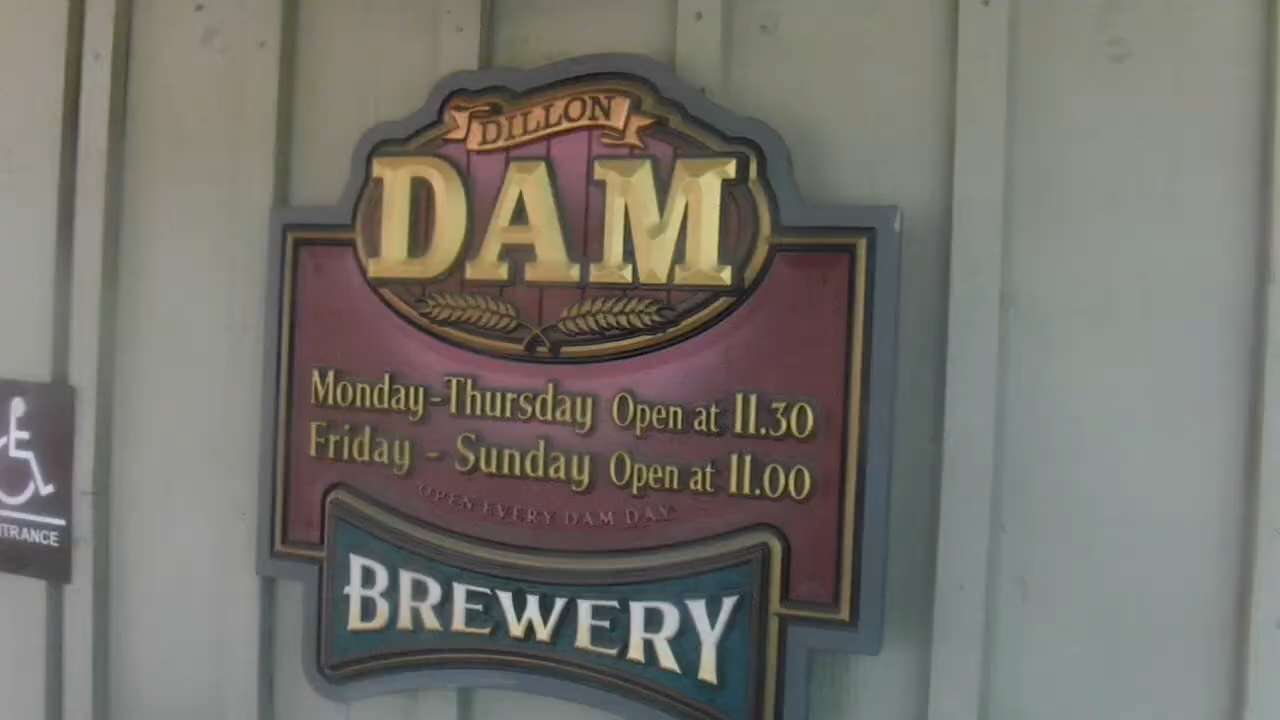 DILLON
DAM
Monday-Thursday Open at 11.30
Friday - Sunday Open at 11.00
OPEN EVERY DAM DAY
BREWERY